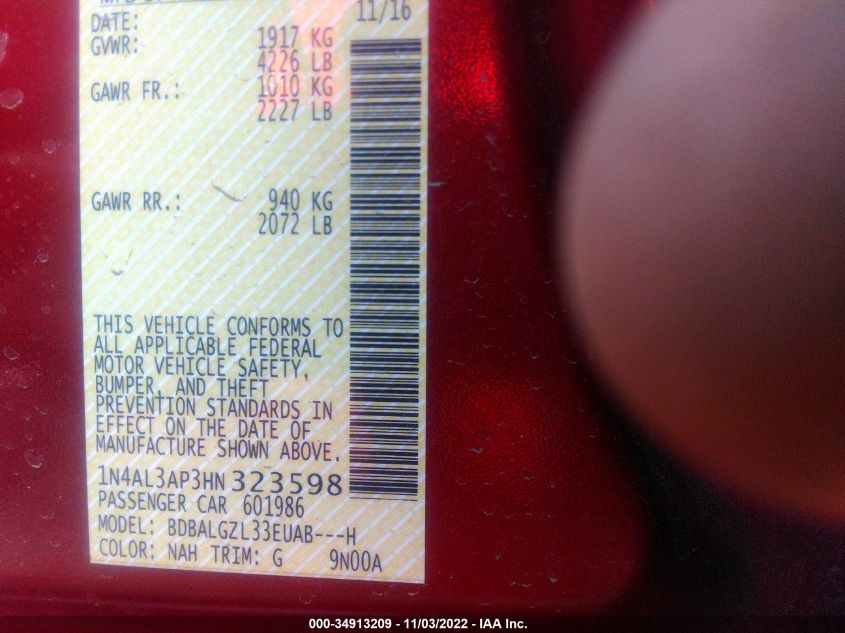 DATE: 11/16
GVWR: 1917 KG
4226 LB
GAWR FR.: 1010 KG
2227 LB
GAWR RR.: 940 KG
2072 LB
THIS VEHICLE CONFORMS TO
ALL APPLICABLE FEDERAL
MOTOR VEHICLE SAFETY,
BUMPER, AND THEFT
PREVENTION STANDARDS IN
EFFECT ON THE DATE OF
MANUFACTURE SHOWN ABOVE.
1N4AL3AP3HN323598
PASSENGER CAR 601986
MODEL: BDBALGZL33EUAB---H
COLOR: NAH TRIM: G 9N00A
000-34913209 - 11/03/2022 - IAA Inc.